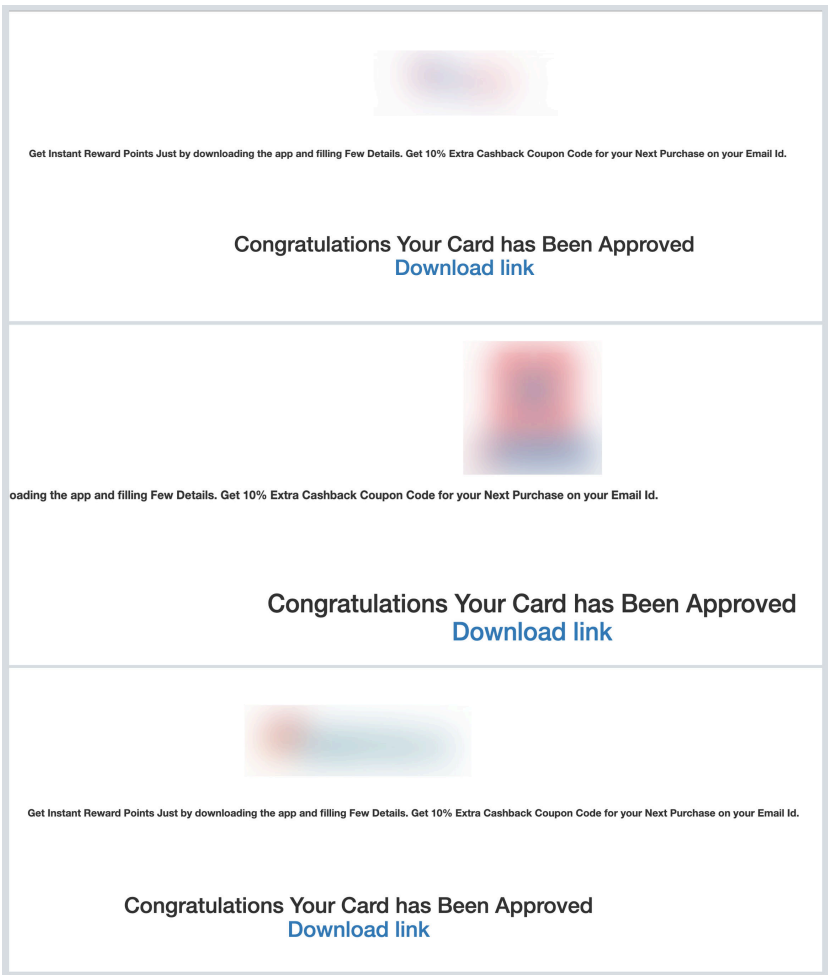 Get Instant Reward Points Just by downloading the app and filling Few Details. Get 10% Extra Cashback Coupon Code for your Next Purchase on your Email Id.
Congratulations Your Card has Been Approved
Download link
oading the app and filling Few Details. Get 10% Extra Cashback Coupon Code for your Next Purchase on your Email Id.
Congratulations Your Card has Been Approved
Download link
Get Instant Reward Points Just by downloading the app and filling Few Details. Get 10% Extra Cashback Coupon Code for your Next Purchase on your Email Id.
Congratulations Your Card has Been Approved
Download link